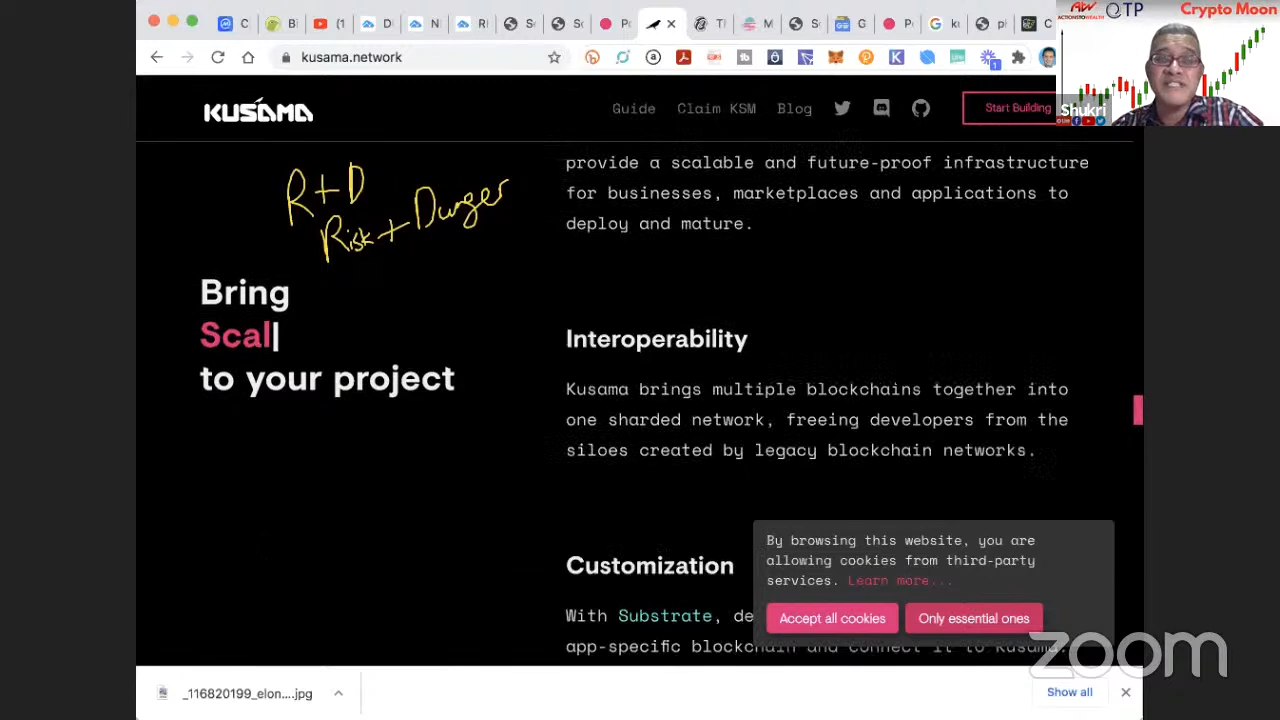 kusama.network
ACTIONSTOWEALTH
OTP
Crypto Moon
Shukri
KUSAMA
Guide
Claim KSM
Blog
Start Building
R+D
Risk + Danger
provide a scalable and future-proof infrastructure
for businesses, marketplaces and applications to
deploy and mature.
Bring
Scal
to your project
Interoperability
Kusama brings multiple blockchains together into
one sharded network, freeing developers from the
siloes created by legacy blockchain networks.
Customization
With Substrate, de
app-specific blockchain and connect it to Kusama.
By browsing this website, you are
allowing cookies from third-party
services. Learn more...
Accept all cookies
Only essential ones
zoom
_116820199_elon....jpg
Show all